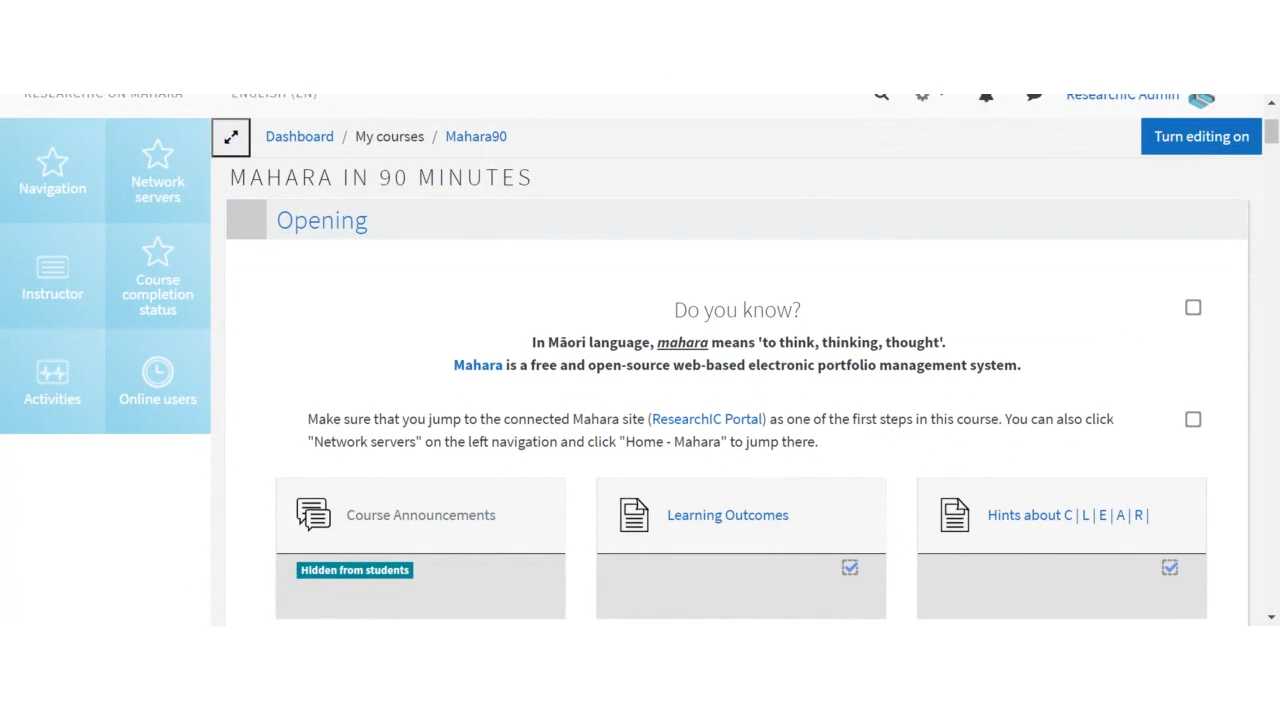 RESEARCHIC ON MAHARA ENGLISH (EN) ResearchIC Admin
Dashboard / My courses / Mahara90
Turn editing on
Navigation
Network
servers
Instructor
Course
completion
status
Activities
Online users
MAHARA IN 90 MINUTES
Opening
Do you know?
In Māori language, mahara means 'to think, thinking, thought'.
Mahara is a free and open-source web-based electronic portfolio management system.
Make sure that you jump to the connected Mahara site (ResearchIC Portal) as one of the first steps in this course. You can also click
"Network servers" on the left navigation and click "Home - Mahara" to jump there.
Course Announcements
Hidden from students
Learning Outcomes
Hints about C | L | E | A | R |